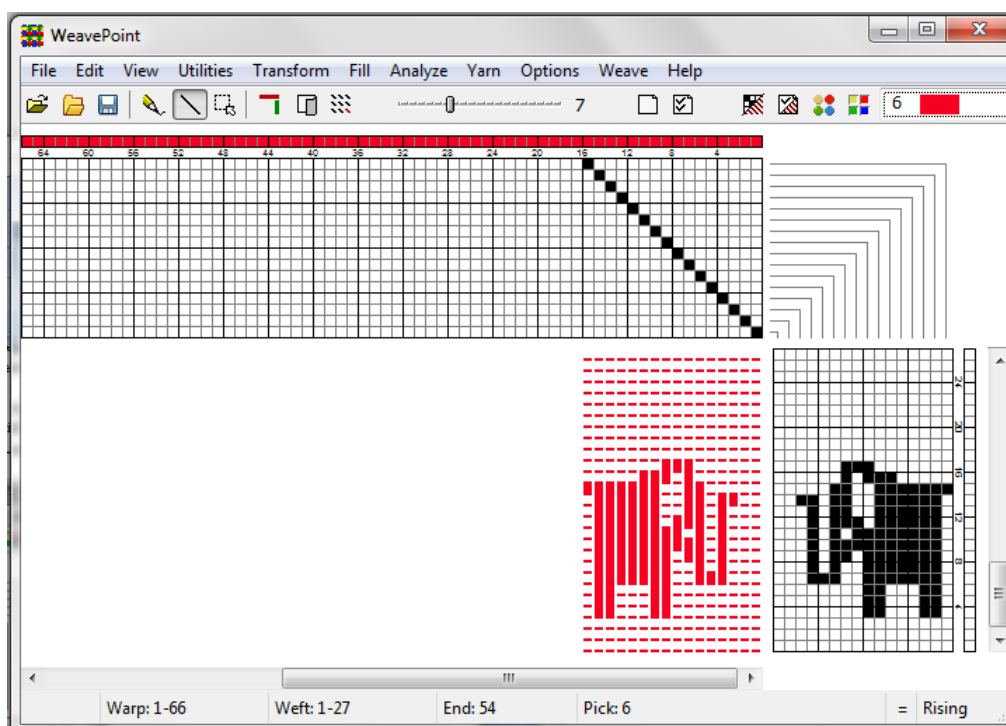 WeavePoint
File Edit View Utilities Transform Fill Analyze Yarn Options Weave Help
7 6
64 60 56 52 48 44 40 36 32 28 24 20 16 12 8 4
24
20
16
12
8
4
Warp: 1-66 Weft: 1-27 End: 54 Pick: 6 = Rising